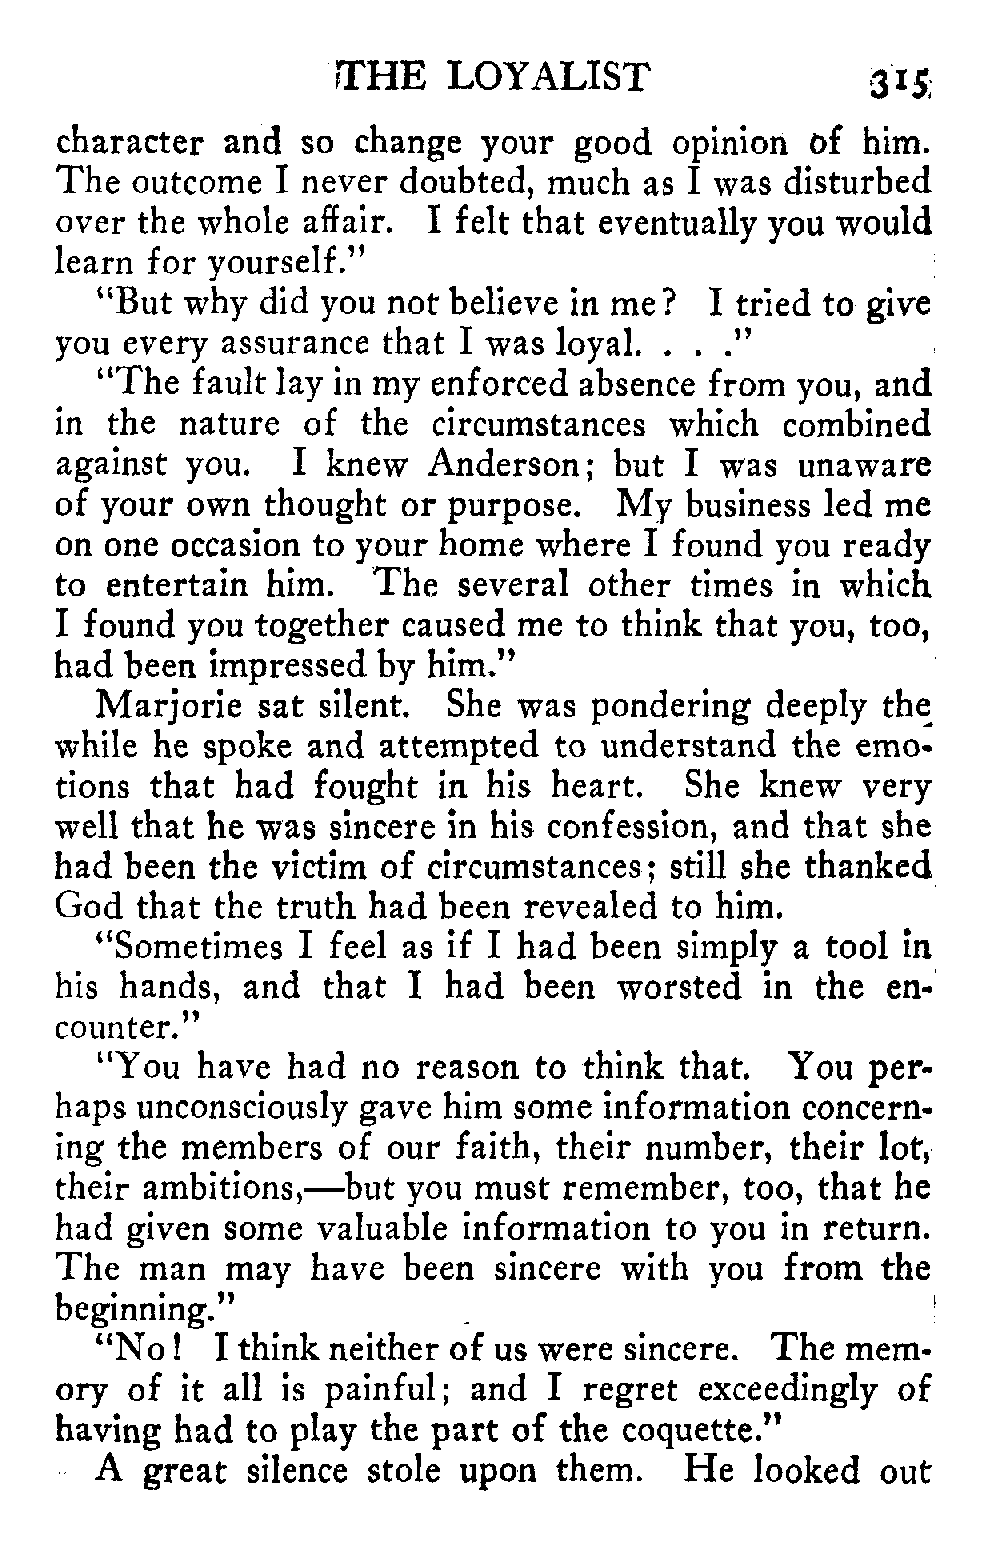 THE LOYALIST 315
character and so change your good opinion of him.
The outcome I never doubted, much as I was disturbed
over the whole affair. I felt that eventually you would
learn for yourself."
"But why did you not believe in me? I tried to give
you every assurance that I was loyal. . . ."
"The fault lay in my enforced absence from you, and
in the nature of the circumstances which combined
against you. I knew Anderson; but I was unaware
of your own thought or purpose. My business led me
on one occasion to your home where I found you ready
to entertain him. The several other times in which
I found you together caused me to think that you, too,
had been impressed by him."
Marjorie sat silent. She was pondering deeply the
while he spoke and attempted to understand the emo-
tions that had fought in his heart. She knew very
well that he was sincere in his confession, and that she
had been the victim of circumstances; still she thanked
God that the truth had been revealed to him.
"Sometimes I feel as if I had been simply a tool in
his hands, and that I had been worsted in the en-
counter."
"You have had no reason to think that. You per-
haps unconsciously gave him some information concern-
ing the members of our faith, their number, their lot,
their ambitions,—but you must remember, too, that he
had given some valuable information to you in return.
The man may have been sincere with you from the
beginning."
"No! I think neither of us were sincere. The mem-
ory of it all is painful; and I regret exceedingly of
having had to play the part of the coquette."
A great silence stole upon them. He looked out